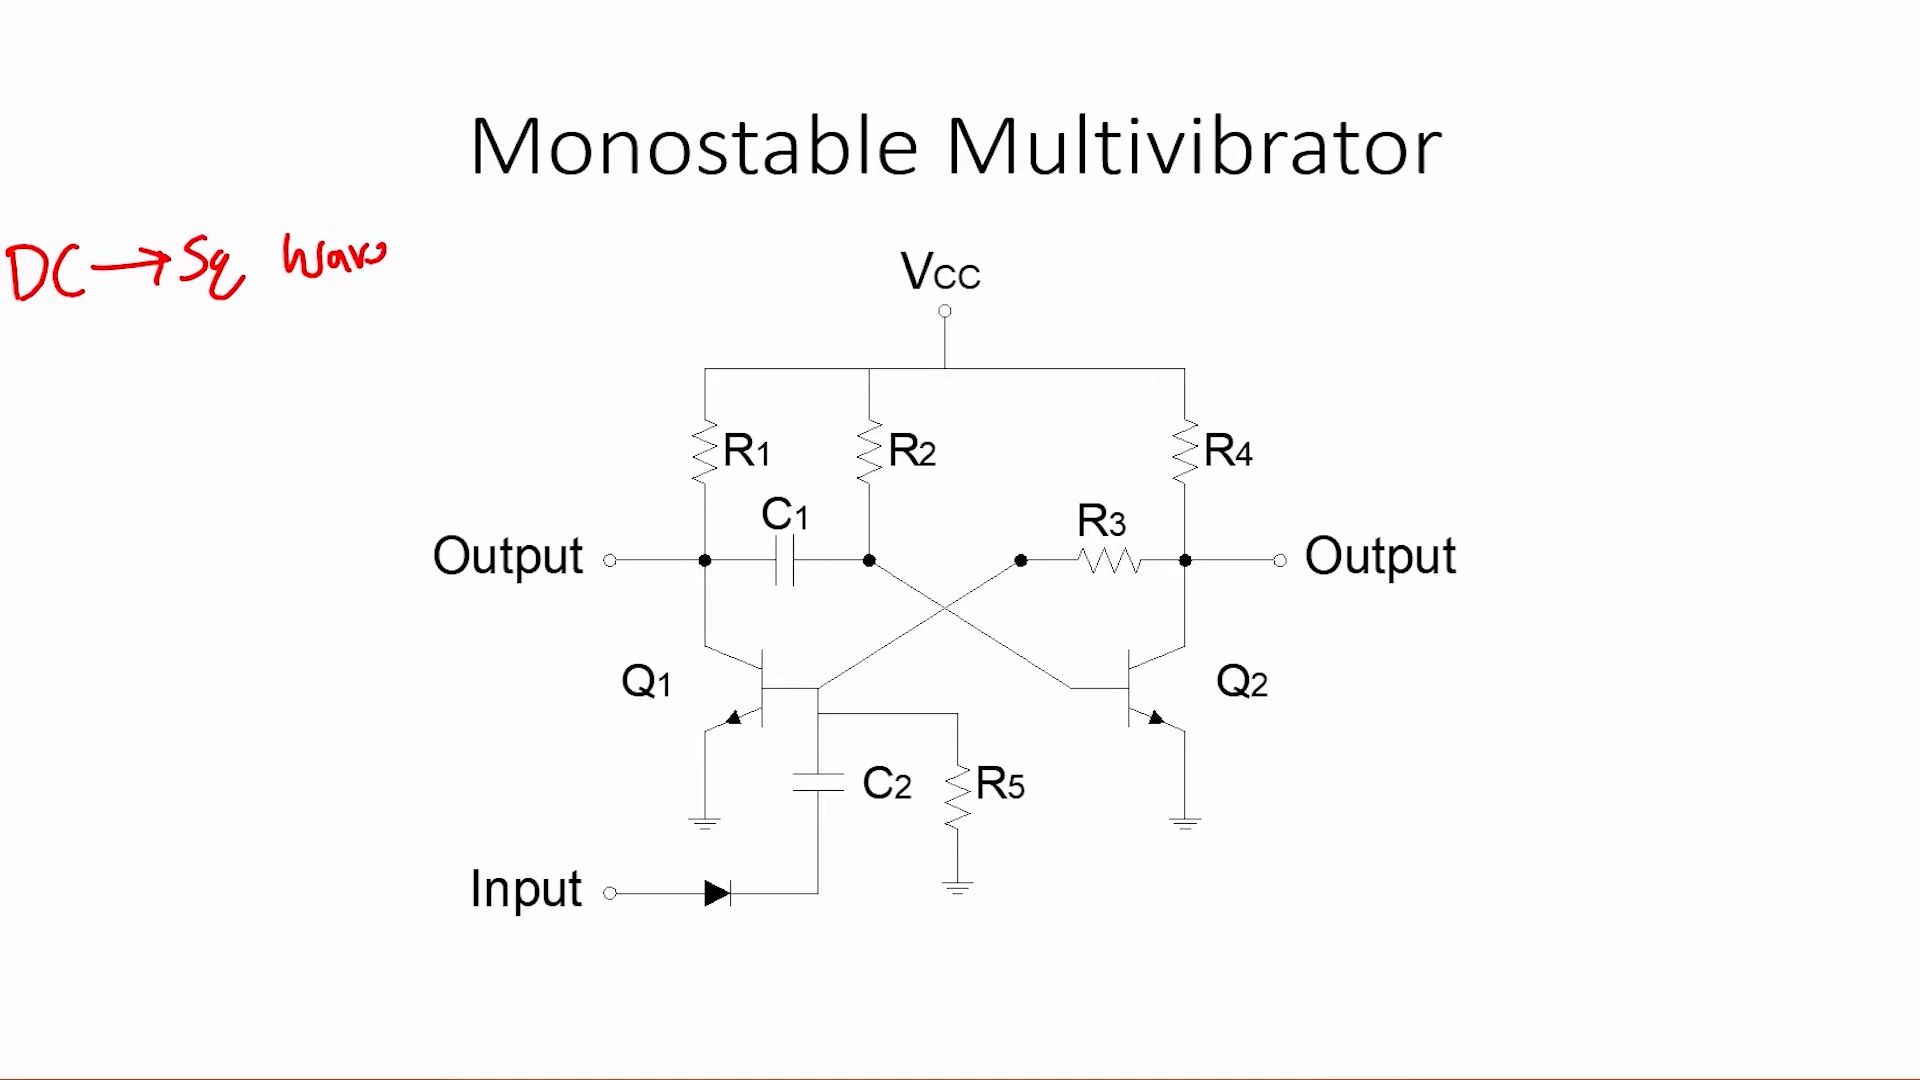 Monostable Multivibrator
DC → Sq wave
Vcc
R1
R2
R4
C1
R3
Output
Output
Q1
Q2
C2
R5
Input